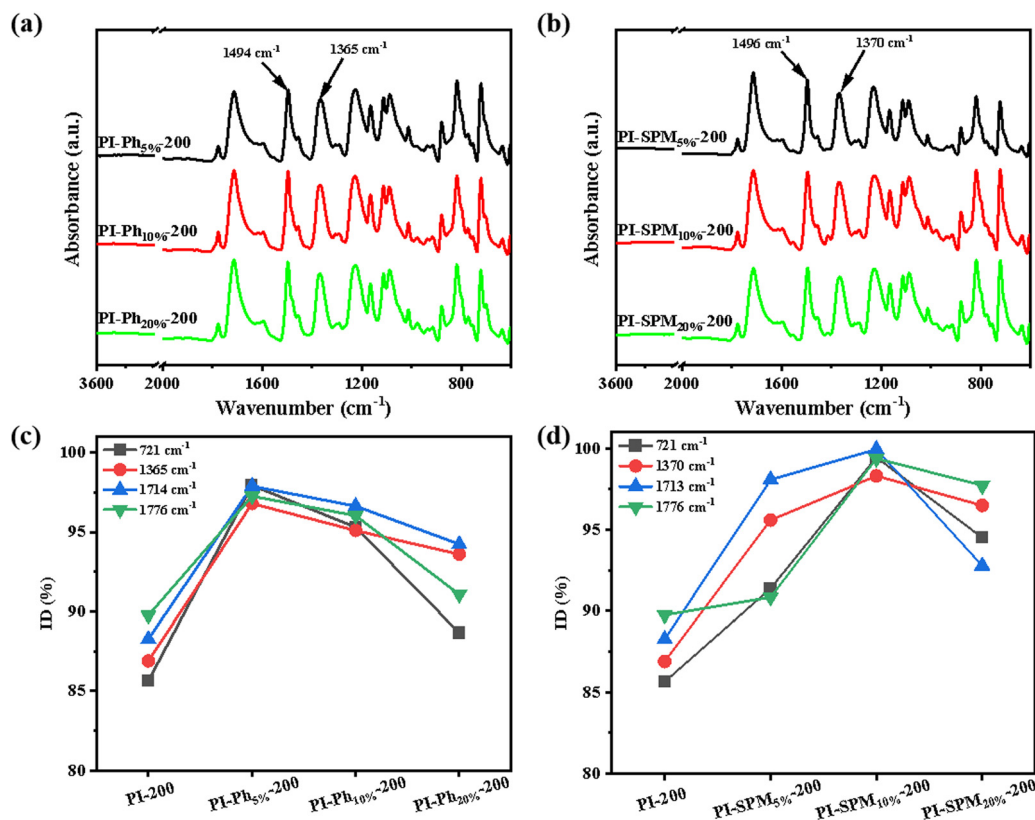 (a)
1494 cm⁻¹
1365 cm⁻¹
PI-Ph₅%-200
PI-Ph₁₀%-200
PI-Ph₂₀%-200
Absorbance (a.u.)
3600
2000
1600
1200
800
Wavenumber (cm⁻¹)
(b)
1496 cm⁻¹
1370 cm⁻¹
PI-SPM₅%-200
PI-SPM₁₀%-200
PI-SPM₂₀%-200
Absorbance (a.u.)
3600
2000
1600
1200
800
Wavenumber (cm⁻¹)
(c)
721 cm⁻¹
1365 cm⁻¹
1714 cm⁻¹
1776 cm⁻¹
100
95
90
85
80
ID (%)
PI-200
PI-Ph₅%-200
PI-Ph₁₀%-200
PI-Ph₂₀%-200
(d)
721 cm⁻¹
1370 cm⁻¹
1713 cm⁻¹
1776 cm⁻¹
100
95
90
85
80
ID (%)
PI-200
PI-SPM₅%-200
PI-SPM₁₀%-200
PI-SPM₂₀%-200